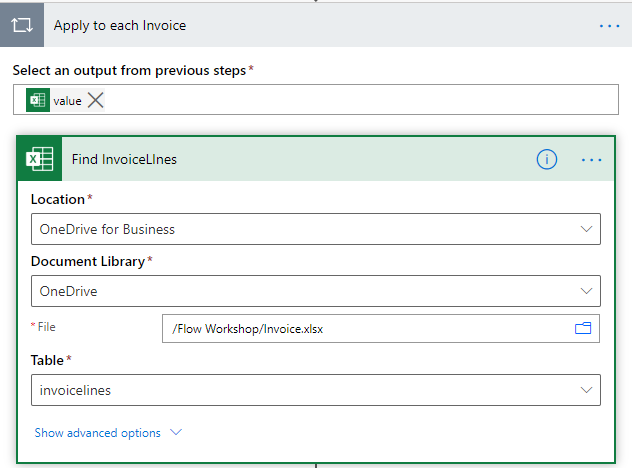 Apply to each Invoice
Select an output from previous steps*
value
Find InvoiceLInes
Location*
OneDrive for Business
Document Library*
OneDrive
* File
/Flow Workshop/Invoice.xlsx
Table*
invoicelines
Show advanced options